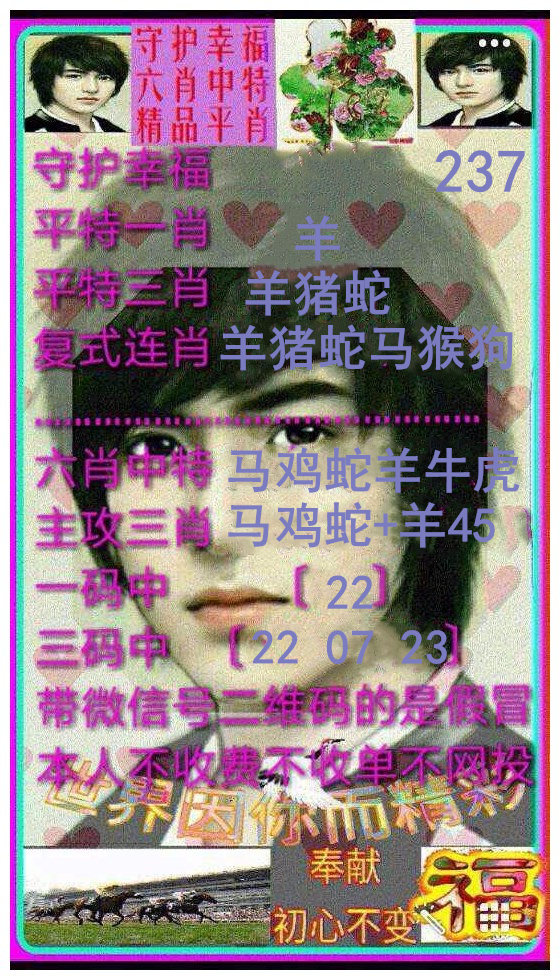 守护幸福
六肖中特
精品平肖
守护幸福 237
平特一肖 羊
平特三肖 羊猪蛇
复式连肖 羊猪蛇马猴狗
六肖中特 马鸡蛇羊牛虎
主攻三肖 马鸡蛇+羊45
一码中 〔22〕
三码中 〔22 07 23〕
带微信号二维码的是假冒
本人不收费不收单不网投
世界因你而精彩
奉献
初心不变
福